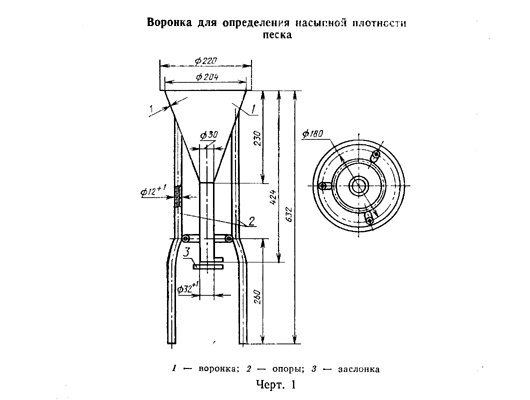 Воронка для определения насыпной плотности
песка
ф220
ф204
1
1
ф30
230
ф180
424
632
ф12⁺¹
2
3
260
ф32⁺¹
1 — воронка; 2 — опоры; 3 — заслонка
Черт. 1